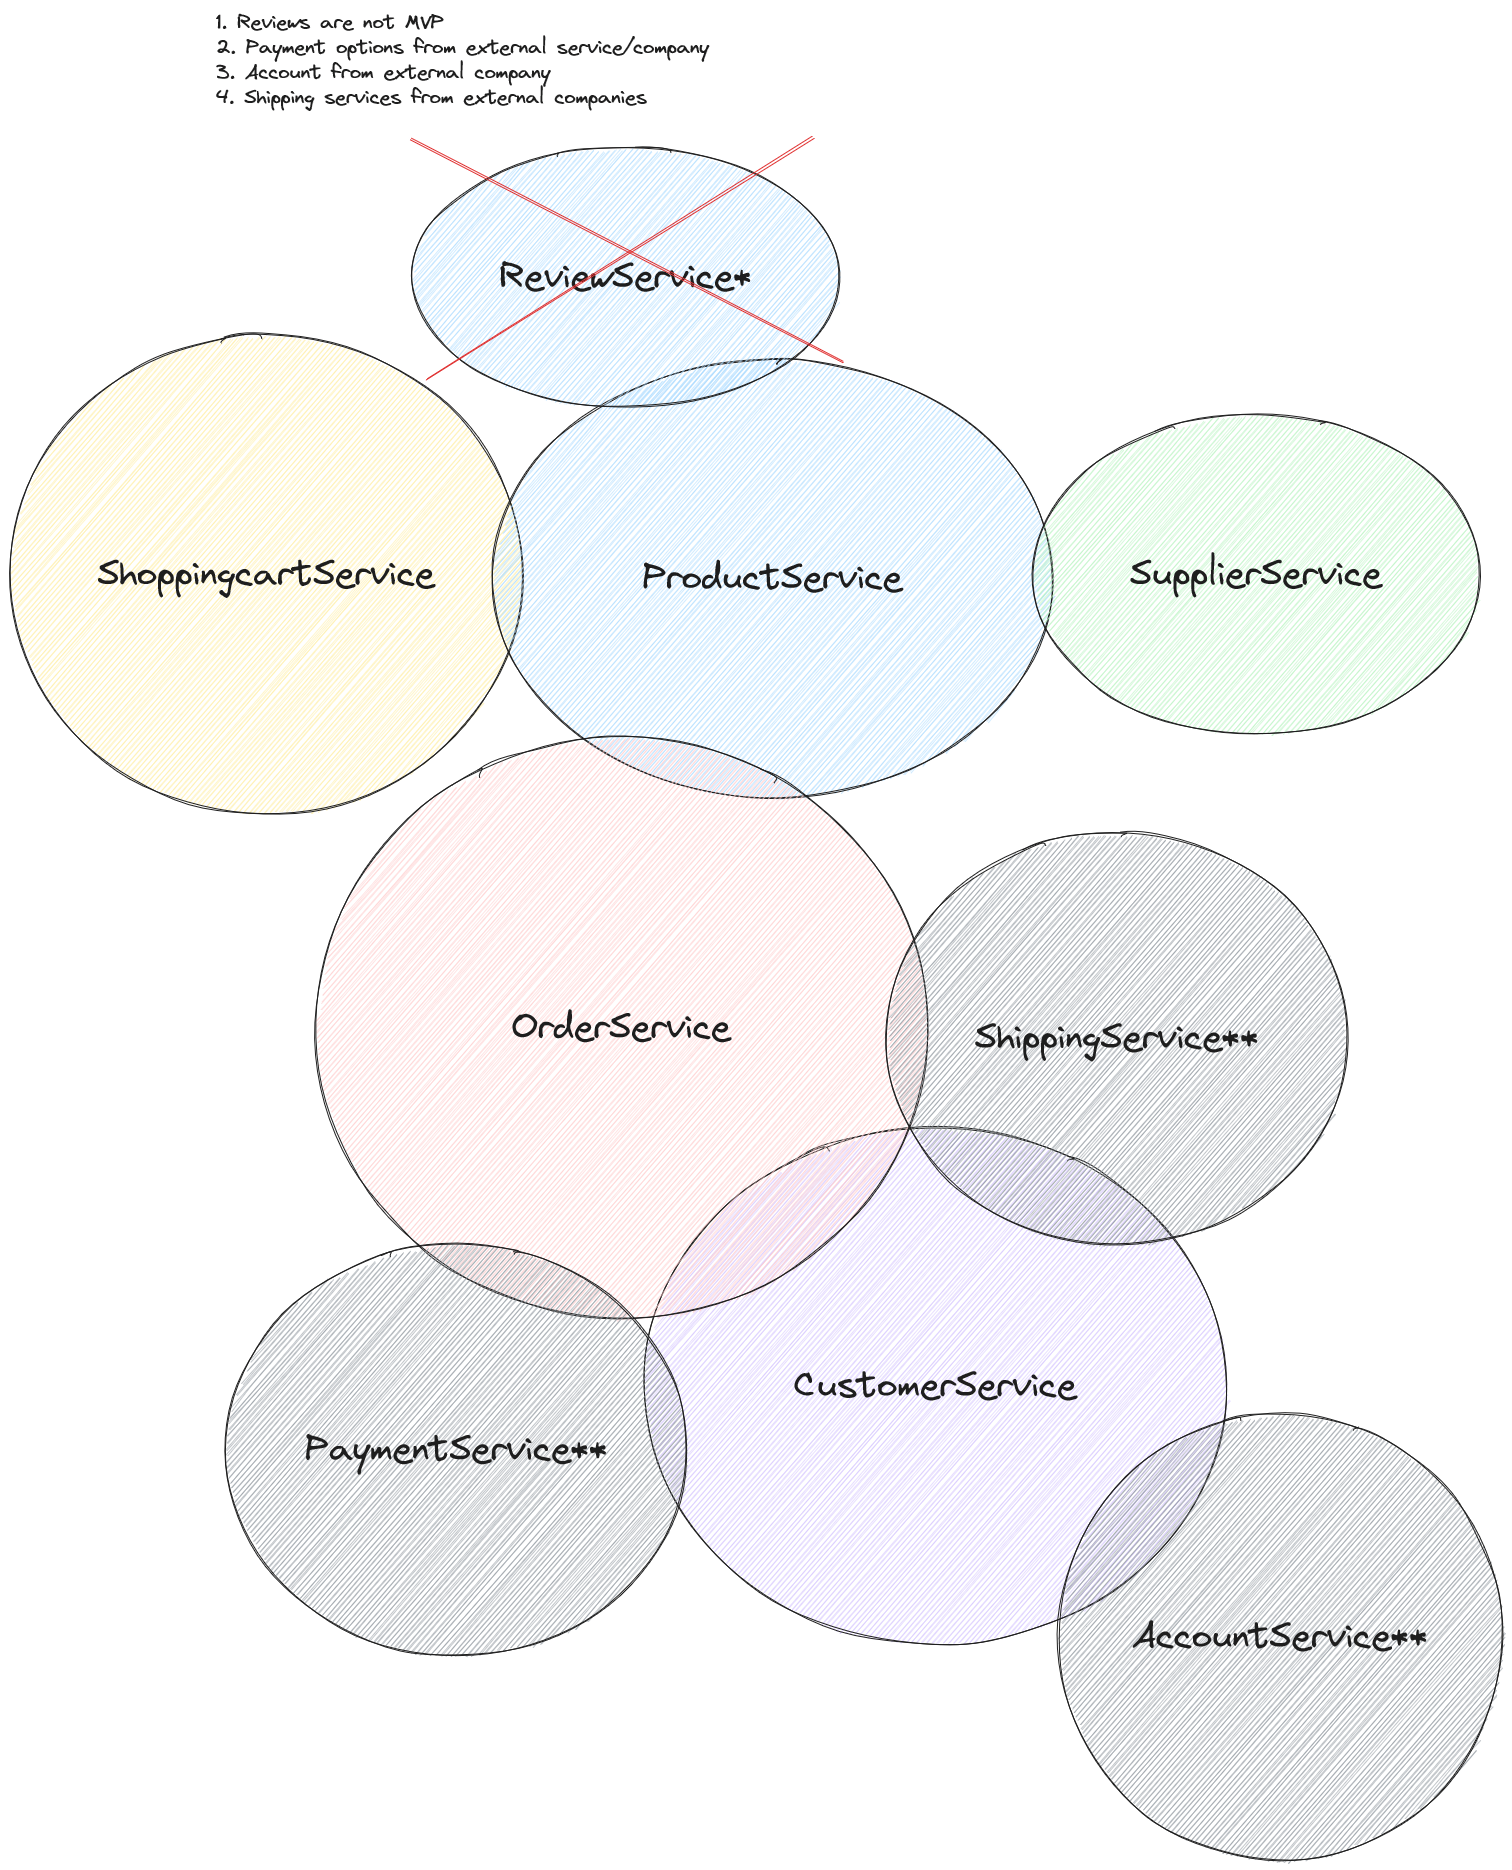 1. Reviews are not MVP
2. Payment options from external service/company
3. Account from external company
4. Shipping services from external companies
ReviewService*
ShoppingcartService
ProductService
SupplierService
OrderService
ShippingService**
CustomerService
PaymentService**
AccountService**